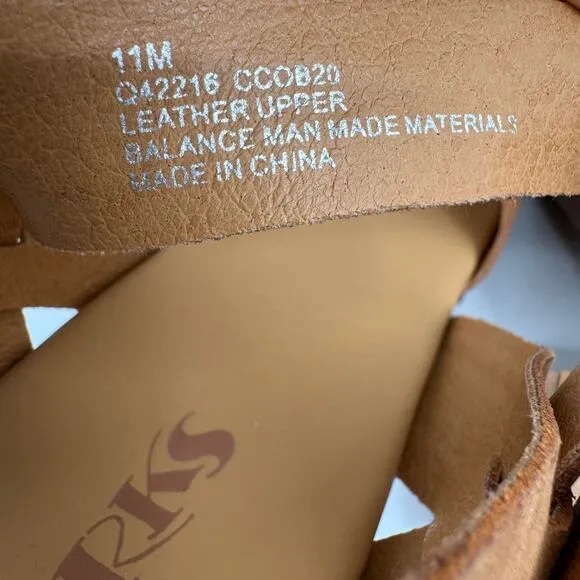 11M
Q42216 CCOB20
LEATHER UPPER
BALANCE MAN MADE MATERIALS
MADE IN CHINA
RKS